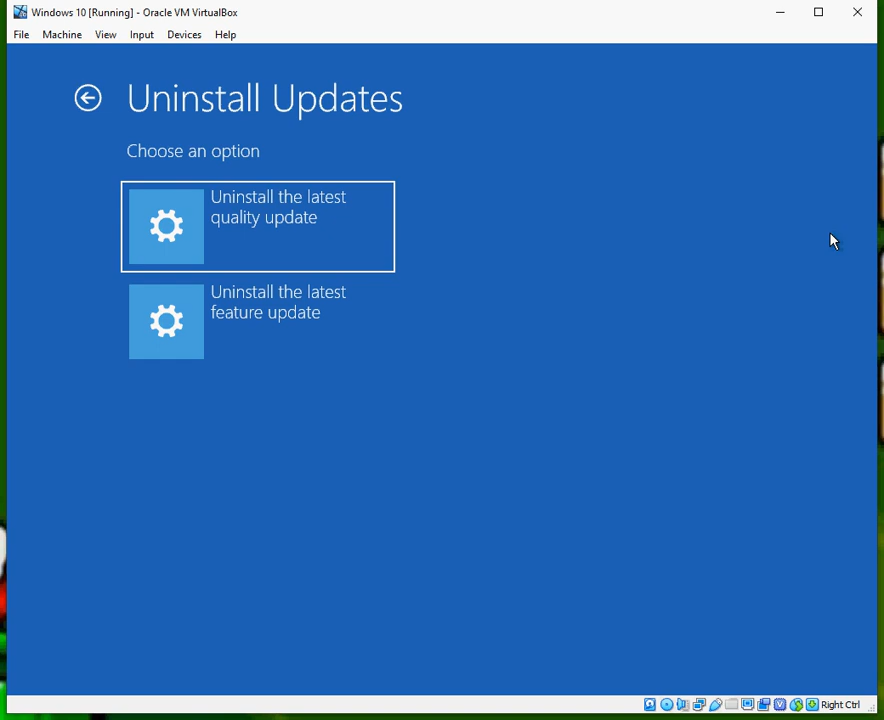 Windows 10 [Running] - Oracle VM VirtualBox
File Machine View Input Devices Help
Uninstall Updates
Choose an option
Uninstall the latest
quality update
Uninstall the latest
feature update
Right Ctrl